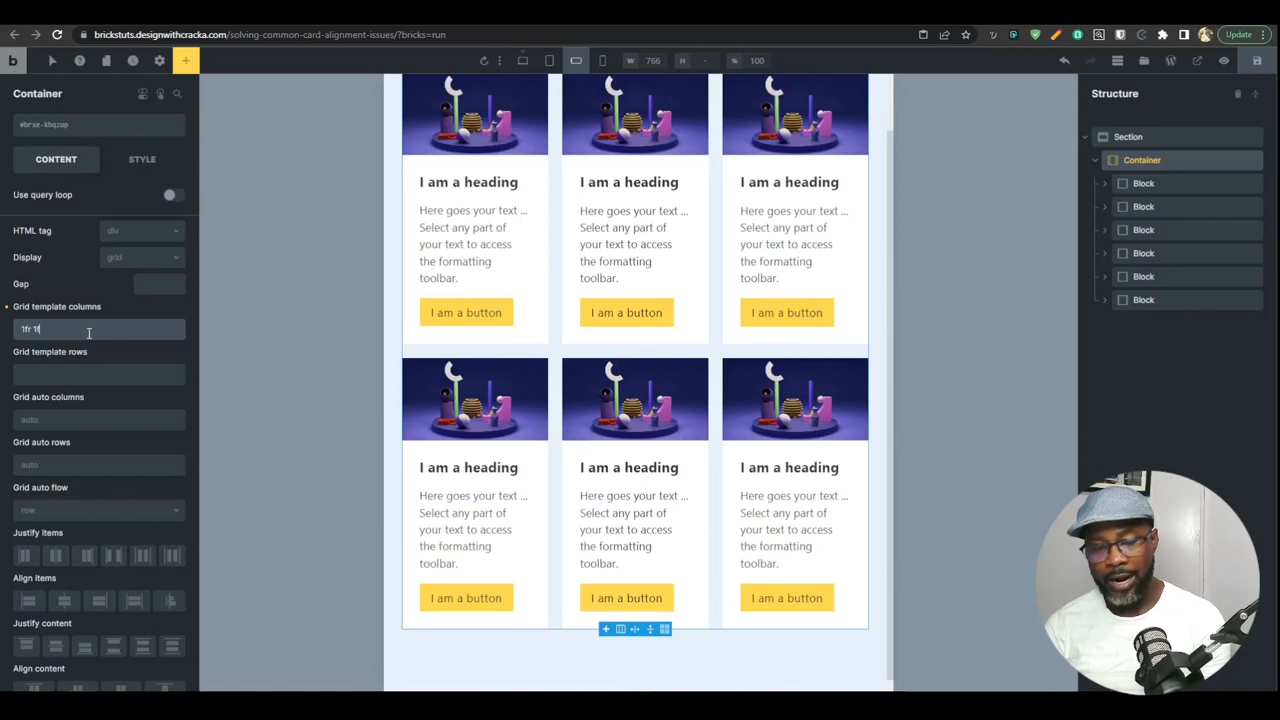 brickstuts.designwithcracka.com/solving-common-card-alignment-issues/?bricks=run
Update
b
W 766 H - % 100
Container
#brxe-kbqzop
CONTENT STYLE
Use query loop
HTML tag div
Display grid
Gap
Grid template columns
1fr 1f
Grid template rows
Grid auto columns
auto
Grid auto rows
auto
Grid auto flow
row
Justify items
Align items
Justify content
Align content
I am a heading I am a heading I am a heading
Here goes your text ... Here goes your text ... Here goes your text ...
Select any part of Select any part of Select any part of
your text to access your text to access your text to access
the formatting the formatting the formatting
toolbar. toolbar. toolbar.
I am a button I am a button I am a button
I am a heading I am a heading I am a heading
Here goes your text ... Here goes your text ... Here goes your text ...
Select any part of Select any part of Select any part of
your text to access your text to access your text to access
the formatting the formatting the formatting
toolbar. toolbar. toolbar.
I am a button I am a button I am a button
Structure
Section
Container
Block
Block
Block
Block
Block
Block